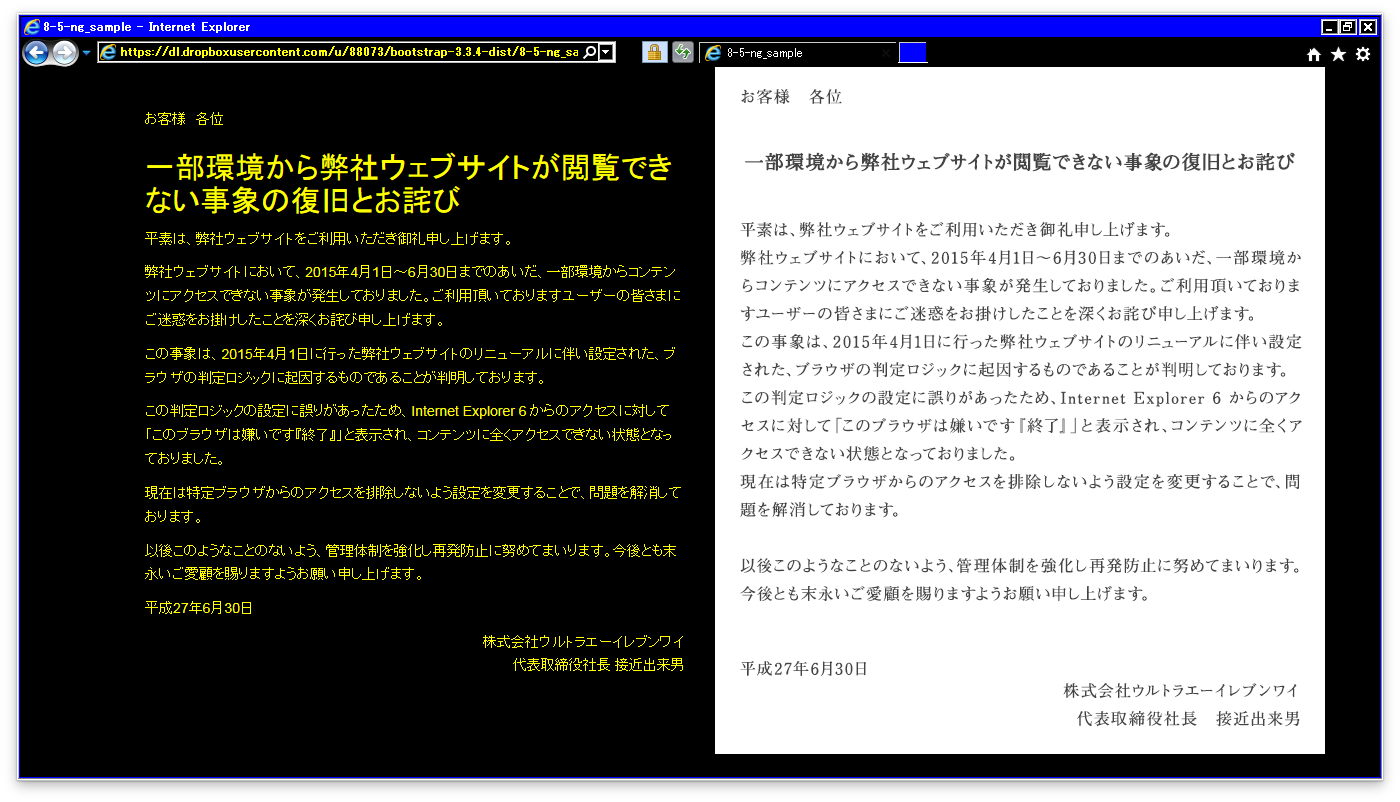 8-5-ng_sample - Internet Explorer
https://dl.dropboxusercontent.com/u/88073/bootstrap-3.3.4-dist/8-5-ng_sa
8-5-ng_sample
お客様　各位
一部環境から弊社ウェブサイトが閲覧でき
ない事象の復旧とお詫び
平素は、弊社ウェブサイトをご利用いただき御礼申し上げます。
弊社ウェブサイトにおいて、2015年4月1日～6月30日までのあいだ、一部環境からコンテン
ツにアクセスできない事象が発生しておりました。ご利用頂いておりますユーザーの皆さまに
ご迷惑をお掛けしたことを深くお詫び申し上げます。
この事象は、2015年4月1日に行った弊社ウェブサイトのリニューアルに伴い設定された、ブ
ラウザの判定ロジックに起因するものであることが判明しております。
この判定ロジックの設定に誤りがあったため、Internet Explorer 6 からのアクセスに対して
「このブラウザは嫌いです『終了』」と表示され、コンテンツに全くアクセスできない状態となっ
ておりました。
現在は特定ブラウザからのアクセスを排除しないよう設定を変更することで、問題を解消して
おります。
以後このようなことのないよう、管理体制を強化し再発防止に努めてまいります。今後とも末
永いご愛顧を賜りますようお願い申し上げます。
平成27年6月30日
株式会社ウルトラエーイレブンワイ
代表取締役社長 接近出来男
お客様　各位
一部環境から弊社ウェブサイトが閲覧できない事象の復旧とお詫び
平素は、弊社ウェブサイトをご利用いただき御礼申し上げます。
弊社ウェブサイトにおいて、2015年4月1日～6月30日までのあいだ、一部環境か
らコンテンツにアクセスできない事象が発生しておりました。ご利用頂いておりま
すユーザーの皆さまにご迷惑をお掛けしたことを深くお詫び申し上げます。
この事象は、2015年4月1日に行った弊社ウェブサイトのリニューアルに伴い設定
された、ブラウザの判定ロジックに起因するものであることが判明しております。
この判定ロジックの設定に誤りがあったため、Internet Explorer 6 からのアク
セスに対して「このブラウザは嫌いです『終了』」と表示され、コンテンツに全くア
クセスできない状態となっておりました。
現在は特定ブラウザからのアクセスを排除しないよう設定を変更することで、問
題を解消しております。
以後このようなことのないよう、管理体制を強化し再発防止に努めてまいります。
今後とも末永いご愛顧を賜りますようお願い申し上げます。
平成27年6月30日
株式会社ウルトラエーイレブンワイ
代表取締役社長　接近出来男